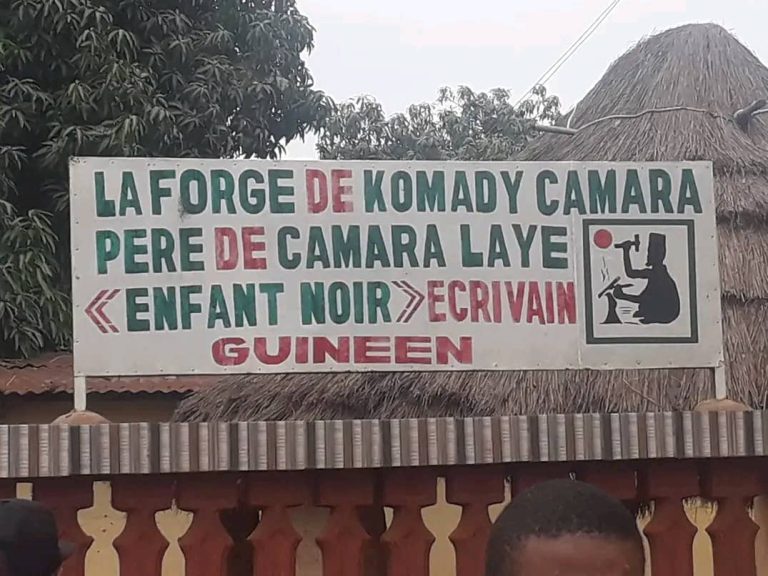 LA FORGE DE KOMADY CAMARA
PERE DE CAMARA LAYE
《ENFANT NOIR》ECRIVAIN
GUINEEN